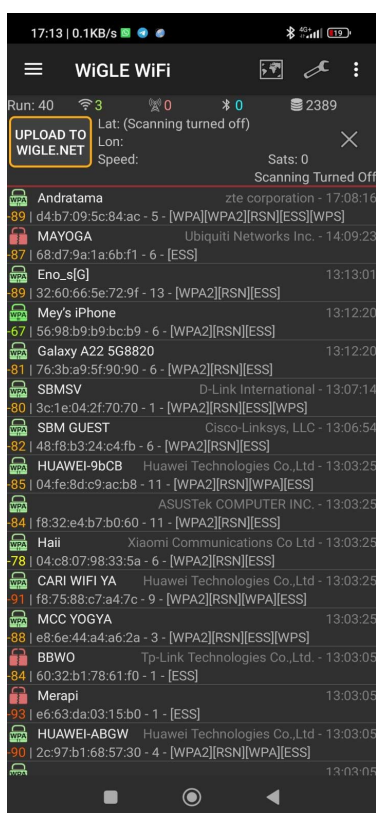 17:13 | 0.1KB/s 4G+ 19
WiGLE WiFi
Run: 40 3 0 0 2389
UPLOAD TO WIGLE.NET
Lat: (Scanning turned off)
Lon:
Speed: Sats: 0
Scanning Turned Off
WPA Andratama zte corporation - 17:08:16
-89 | d4:b7:09:5c:84:ac - 5 - [WPA][WPA2][RSN][ESS][WPS]
MAYOGA Ubiquiti Networks Inc. - 14:09:23
-87 | 68:d7:9a:1a:6b:f1 - 6 - [ESS]
WPA Eno_s[G] 13:13:01
-89 | 32:60:66:5e:72:9f - 13 - [WPA2][RSN][ESS]
WPA Mey's iPhone 13:12:20
-67 | 56:98:b9:b9:bc:b9 - 6 - [WPA2][RSN][ESS]
WPA Galaxy A22 5G8820 13:12:20
-81 | 76:3b:a9:5f:90:90 - 6 - [WPA2][RSN][ESS]
WPA SBMSV D-Link International - 13:07:14
-80 | 3c:1e:04:2f:70:70 - 1 - [WPA2][RSN][ESS][WPS]
WPA SBM GUEST Cisco-Linksys, LLC - 13:06:54
-82 | 48:f8:b3:24:c4:fb - 6 - [WPA2][RSN][ESS]
WPA HUAWEI-9bCB Huawei Technologies Co.,Ltd - 13:03:25
-85 | 04:fe:8d:c9:ac:b8 - 11 - [WPA2][RSN][WPA][ESS]
WPA ASUSTek COMPUTER INC. - 13:03:25
-84 | f8:32:e4:b7:b0:60 - 11 - [WPA2][RSN][ESS]
WPA Haii Xiaomi Communications Co Ltd - 13:03:25
-78 | 04:c8:07:98:33:5a - 6 - [WPA2][RSN][ESS]
WPA CARI WIFI YA Huawei Technologies Co.,Ltd - 13:03:25
-91 | f8:75:88:c7:a4:7c - 9 - [WPA2][RSN][WPA][ESS]
WPA MCC YOGYA 13:03:25
-88 | e8:6e:44:a4:a6:2a - 3 - [WPA2][RSN][ESS][WPS]
BBWO Tp-Link Technologies Co.,Ltd. - 13:03:05
-84 | 60:32:b1:78:61:f0 - 1 - [ESS]
Merapi 13:03:05
-93 | e6:63:da:03:15:b0 - 1 - [ESS]
WPA HUAWEI-ABGW Huawei Technologies Co.,Ltd - 13:03:05
-90 | 2c:97:b1:68:57:30 - 4 - [WPA2][RSN][WPA][ESS]
WPA 13:03:05